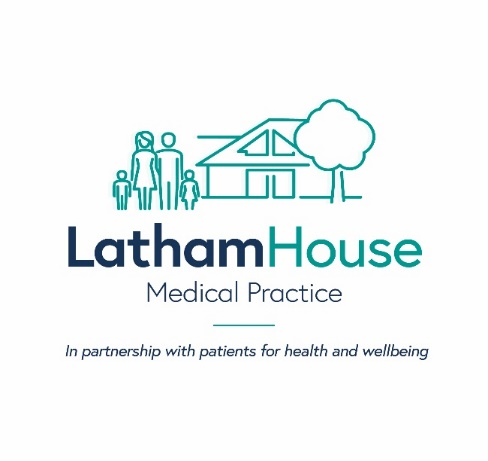 LathamHouse
Medical Practice
In partnership with patients for health and wellbeing